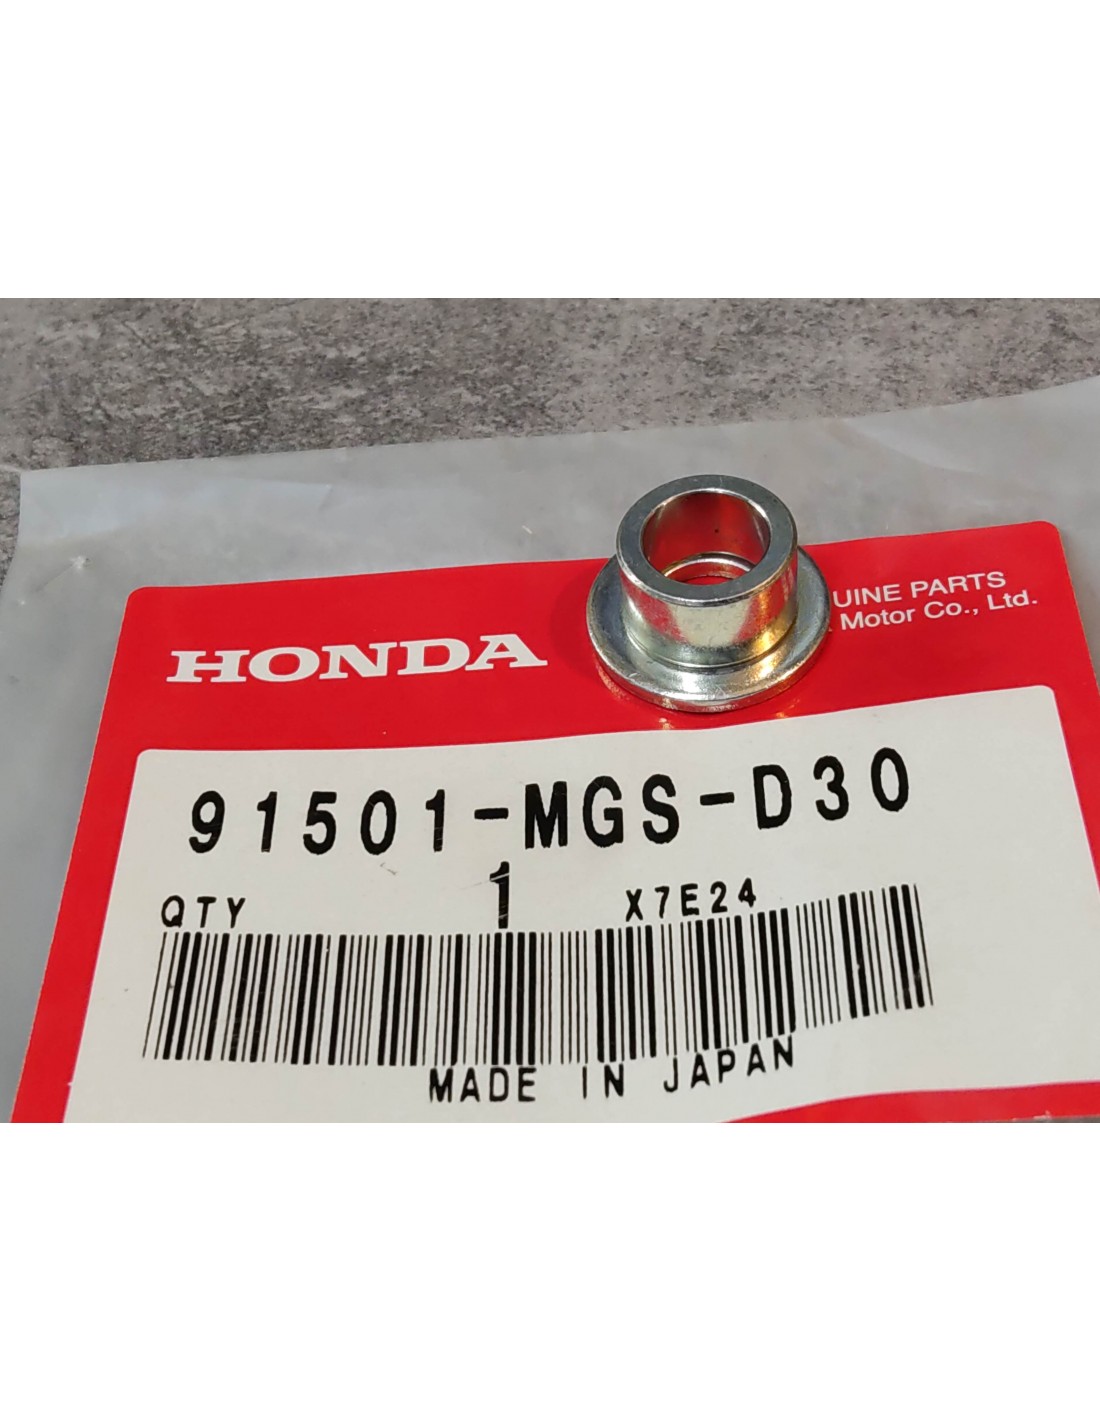 HONDA
UINE PARTS
Motor Co., Ltd.
91501-MGS-D30
QTY 1 X7E24
MADE IN JAPAN